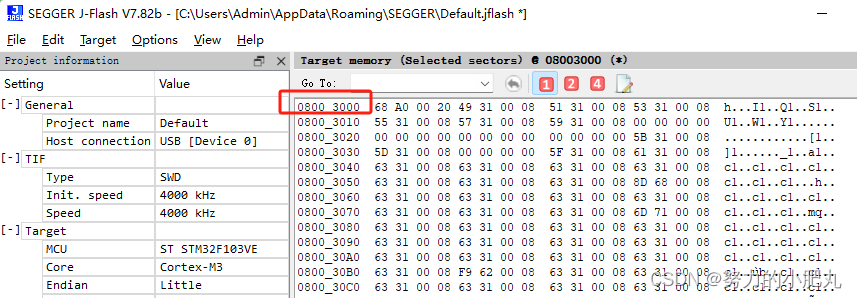 SEGGER J-Flash V7.82b - [C:\Users\Admin\AppData\Roaming\SEGGER\Default.jflash *]
File Edit Target Options View Help
Project information
Setting Value
[-] General
Project name Default
Host connection USB [Device 0]
[-] TIF
Type SWD
Init. speed 4000 kHz
Speed 4000 kHz
[-] Target
MCU ST STM32F103VE
Core Cortex-M3
Endian Little
Target memory (Selected sectors) @ 08003000 (*)
Go To: 1 2 4
0800_3000 68 A0 00 20 49 31 00 08 51 31 00 08 53 31 00 08 h.. I1..Q1..S1..
0800_3010 55 31 00 08 57 31 00 08 59 31 00 08 00 00 00 00 U1..W1..Y1......
0800_3020 00 00 00 00 00 00 00 00 00 00 00 00 5B 31 00 08 ............[1..
0800_3030 5D 31 00 08 00 00 00 00 5F 31 00 08 61 31 00 08 ]1......_1..a1..
0800_3040 63 31 00 08 63 31 00 08 63 31 00 08 63 31 00 08 c1..c1..c1..c1..
0800_3050 63 31 00 08 63 31 00 08 63 31 00 08 8D 68 00 08 c1..c1..c1...h..
0800_3060 63 31 00 08 63 31 00 08 63 31 00 08 63 31 00 08 c1..c1..c1..c1..
0800_3070 63 31 00 08 63 31 00 08 63 31 00 08 6D 71 00 08 c1..c1..c1..mq..
0800_3080 63 31 00 08 63 31 00 08 63 31 00 08 63 31 00 08 c1..c1..c1..c1..
0800_3090 63 31 00 08 63 31 00 08 63 31 00 08 63 31 00 08 c1..c1..c1..c1..
0800_30A0 63 31 00 08 63 31 00 08 63 31 00 08 63 31 00 08 c1..c1..c1..c1..
0800_30B0 63 31 00 08 F9 62 00 08 63 31 00 08 63 31 00 08
0800_30C0 63 31 00 08 63 31 00 08 63 31 00 08 63 31 00 08
CSDN @努力的小肥丸